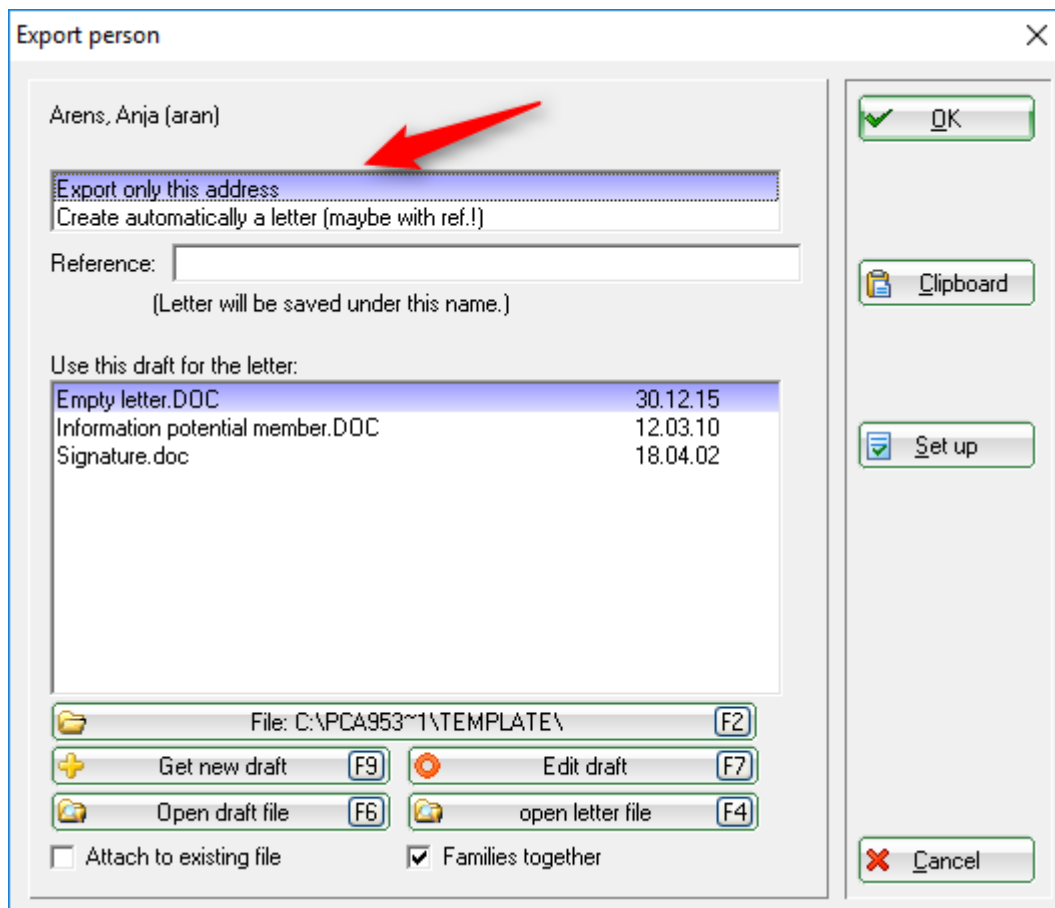 Export person
Arens, Anja (aran)
OK
Export only this address
Create automatically a letter (maybe with ref.!)
Reference:
(Letter will be saved under this name.)
Clipboard
Use this draft for the letter:
Empty letter.DOC 30.12.15
Information potential member.DOC 12.03.10
Signature.doc 18.04.02
Set up
File: C:\PCA953~1\TEMPLATE\ F2
Get new draft F9 Edit draft F7
Open draft file F6 open letter file F4
Attach to existing file Families together
Cancel